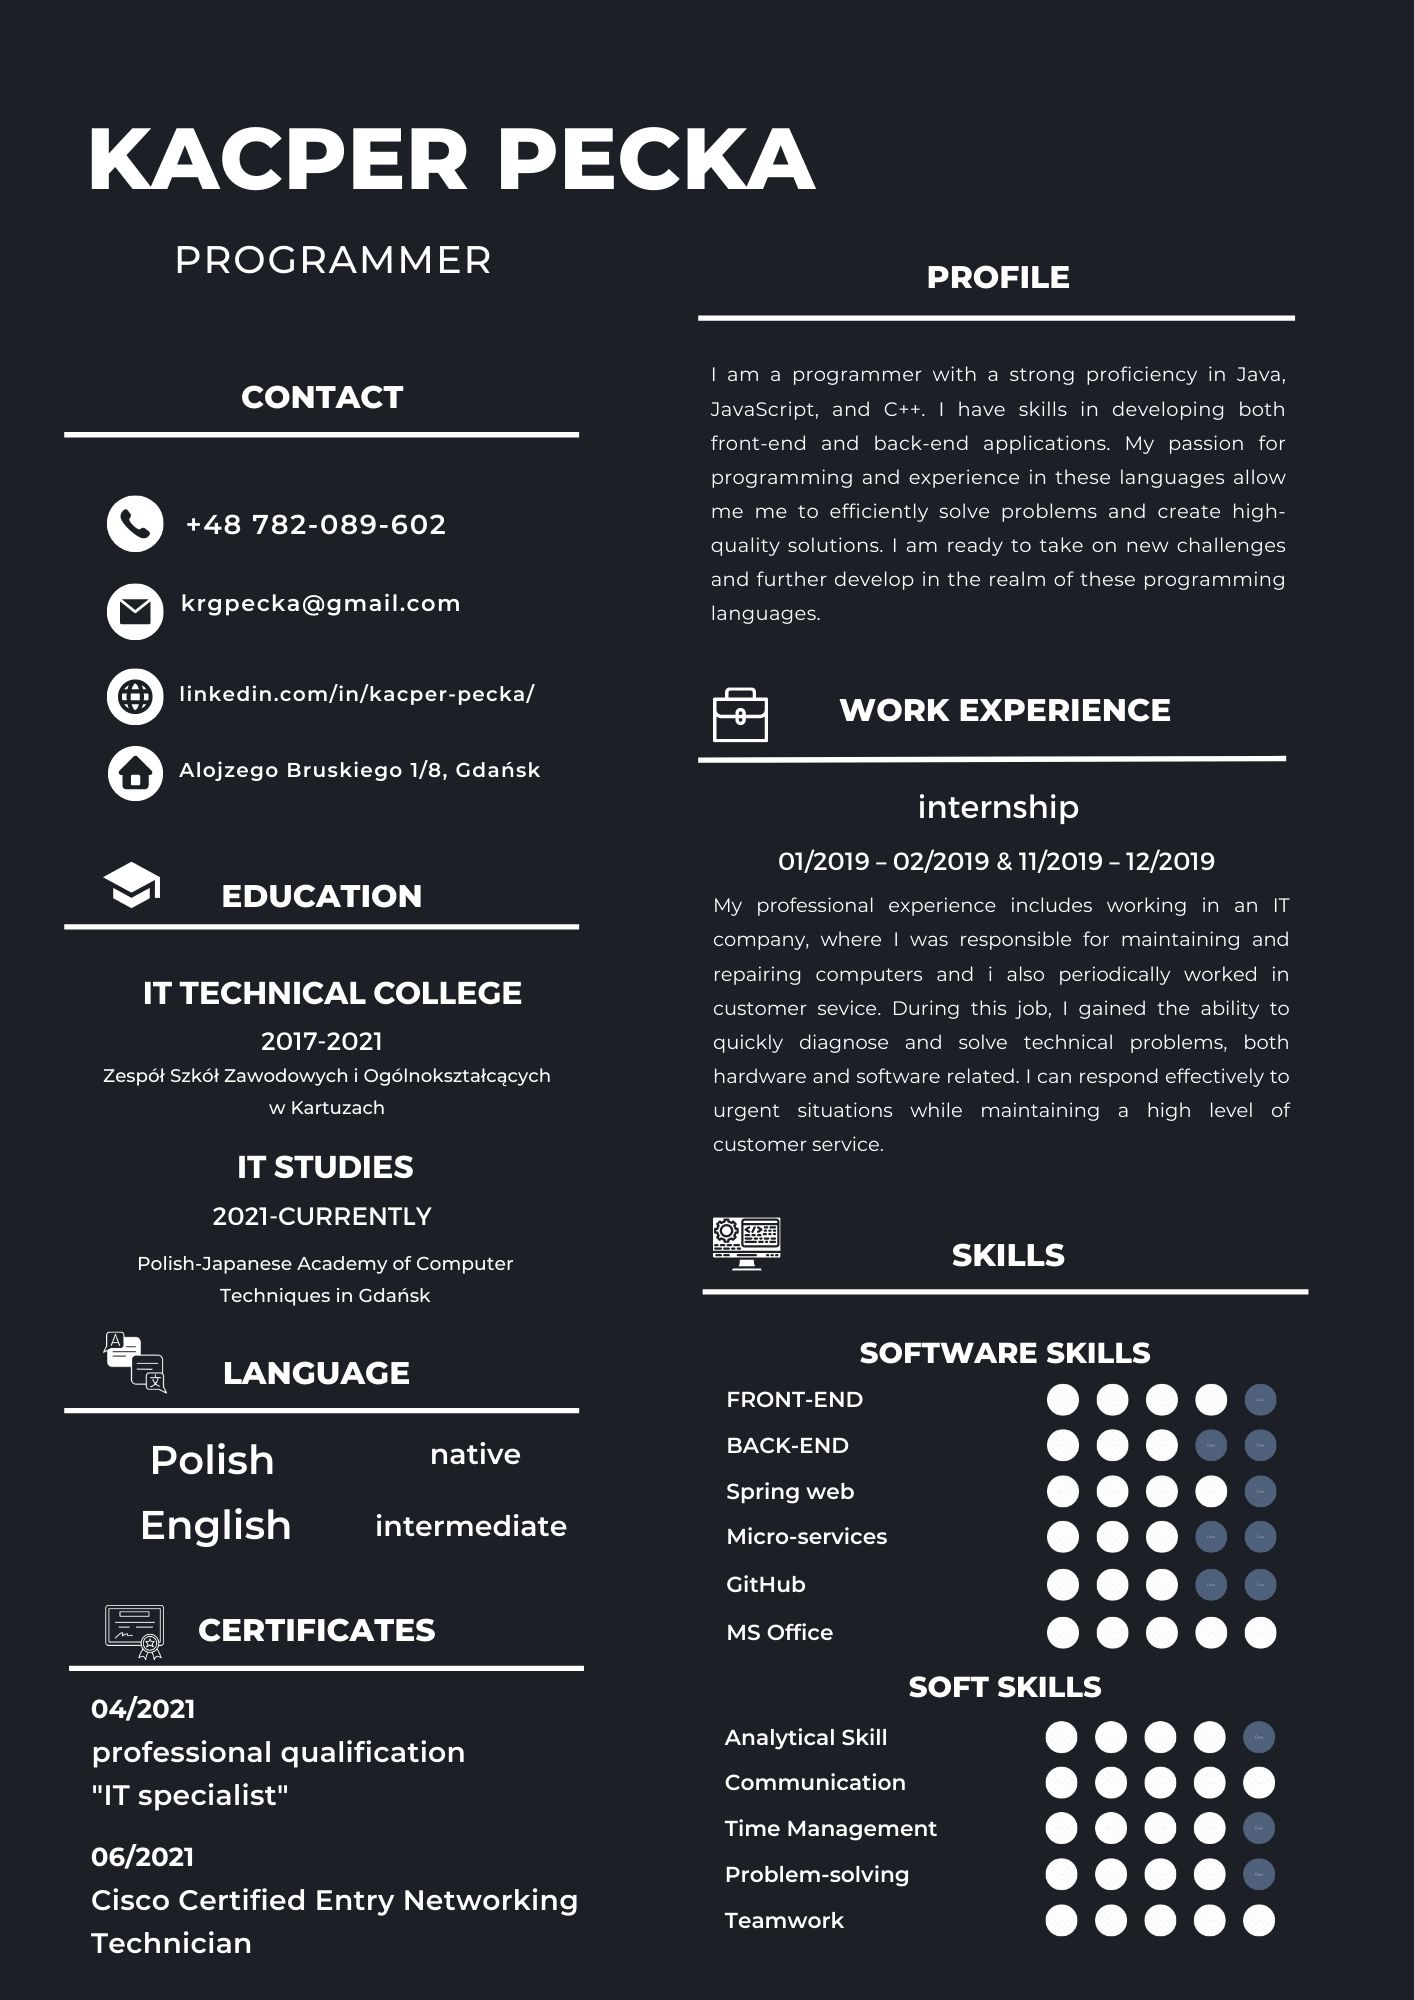 KACPER PECKA
PROGRAMMER
CONTACT
+48 782-089-602
krgpecka@gmail.com
linkedin.com/in/kacper-pecka/
Alojzego Bruskiego 1/8, Gdańsk
EDUCATION
IT TECHNICAL COLLEGE
2017-2021
Zespół Szkół Zawodowych i Ogólnokształcących
w Kartuzach
IT STUDIES
2021-CURRENTLY
Polish-Japanese Academy of Computer
Techniques in Gdańsk
LANGUAGE
Polish native
English intermediate
CERTIFICATES
04/2021
professional qualification
"IT specialist"
06/2021
Cisco Certified Entry Networking
Technician
PROFILE
I am a programmer with a strong proficiency in Java,
JavaScript, and C++. I have skills in developing both
front-end and back-end applications. My passion for
programming and experience in these languages allow
me me to efficiently solve problems and create high-
quality solutions. I am ready to take on new challenges
and further develop in the realm of these programming
languages.
WORK EXPERIENCE
internship
01/2019 – 02/2019 & 11/2019 – 12/2019
My professional experience includes working in an IT
company, where I was responsible for maintaining and
repairing computers and i also periodically worked in
customer sevice. During this job, I gained the ability to
quickly diagnose and solve technical problems, both
hardware and software related. I can respond effectively to
urgent situations while maintaining a high level of
customer service.
SKILLS
SOFTWARE SKILLS
FRONT-END
BACK-END
Spring web
Micro-services
GitHub
MS Office
SOFT SKILLS
Analytical Skill
Communication
Time Management
Problem-solving
Teamwork